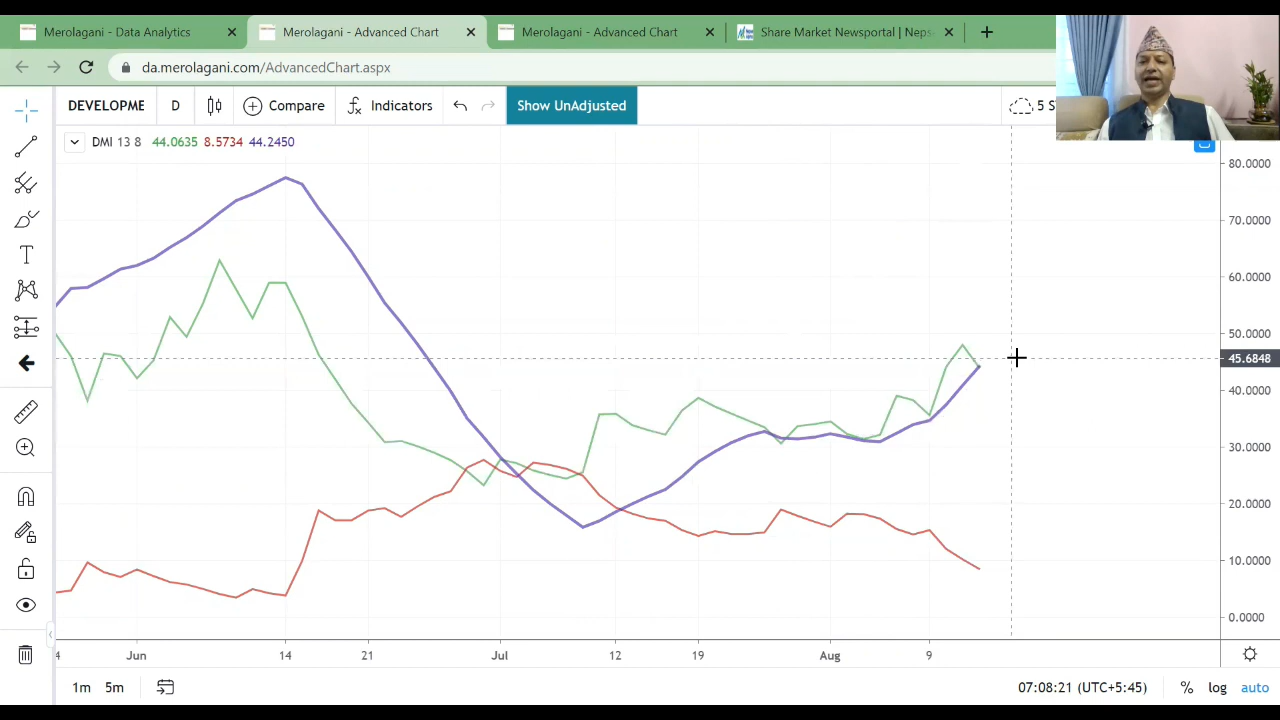 Merolagani - Data Analytics
Merolagani - Advanced Chart
Merolagani - Advanced Chart
Share Market Newsportal | Neps
da.merolagani.com/AdvancedChart.aspx
DEVELOPME D Compare Indicators Show UnAdjusted 5 S
DMI 13 8 44.0635 8.5734 44.2450
80.0000
70.0000
60.0000
50.0000
45.6848
40.0000
30.0000
20.0000
10.0000
0.0000
4 Jun 14 21 Jul 12 19 Aug 9
1m 5m 07:08:21 (UTC+5:45) % log auto